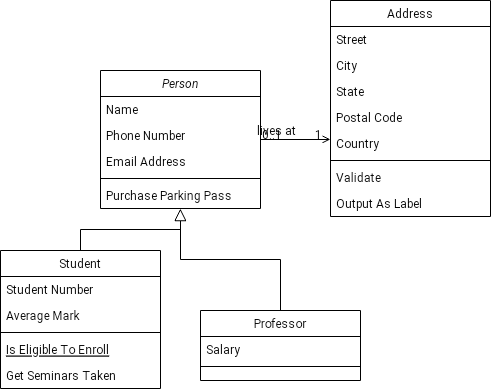 Address
Street
City
State
Postal Code
Country
Validate
Output As Label
Person
Name
Phone Number
Email Address
Purchase Parking Pass
lives at
0..1
1
Student
Student Number
Average Mark
Is Eligible To Enroll
Get Seminars Taken
Professor
Salary